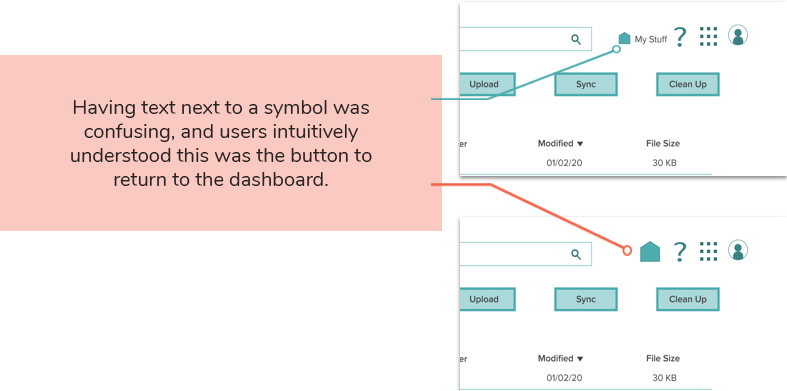 My Stuff ?
Upload Sync Clean Up
Having text next to a symbol was
confusing, and users intuitively
understood this was the button to
return to the dashboard.
er Modified ▼ File Size
01/02/20 30 KB
?
Upload Sync Clean Up
er Modified ▼ File Size
01/02/20 30 KB